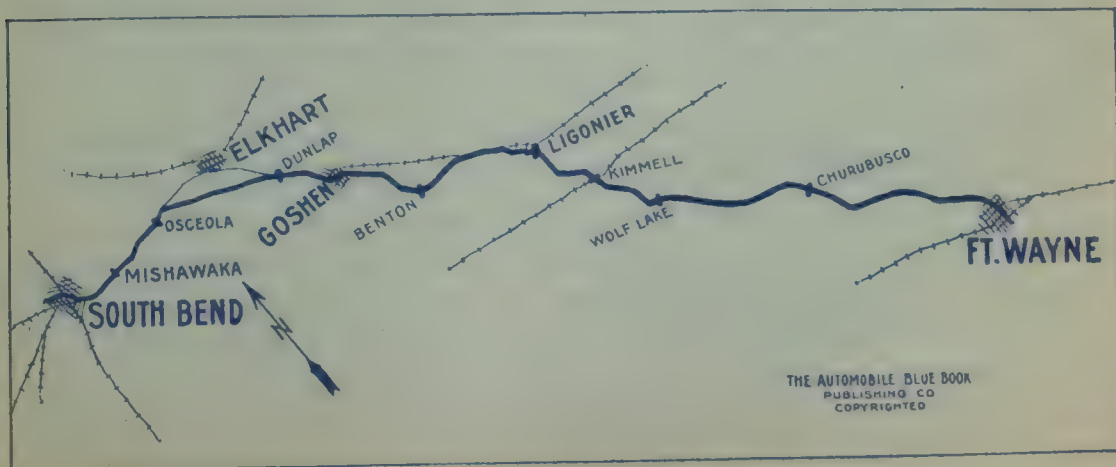 ELKHART
DUNLAP
LIGONIER
KIMMELL
CHURUBUSCO
GOSHEN
BENTON
WOLF LAKE
OSCEOLA
FT. WAYNE
MISHAWAKA
SOUTH BEND
N
THE AUTOMOBILE BLUE BOOK
PUBLISHING CO
COPYRIGHTED